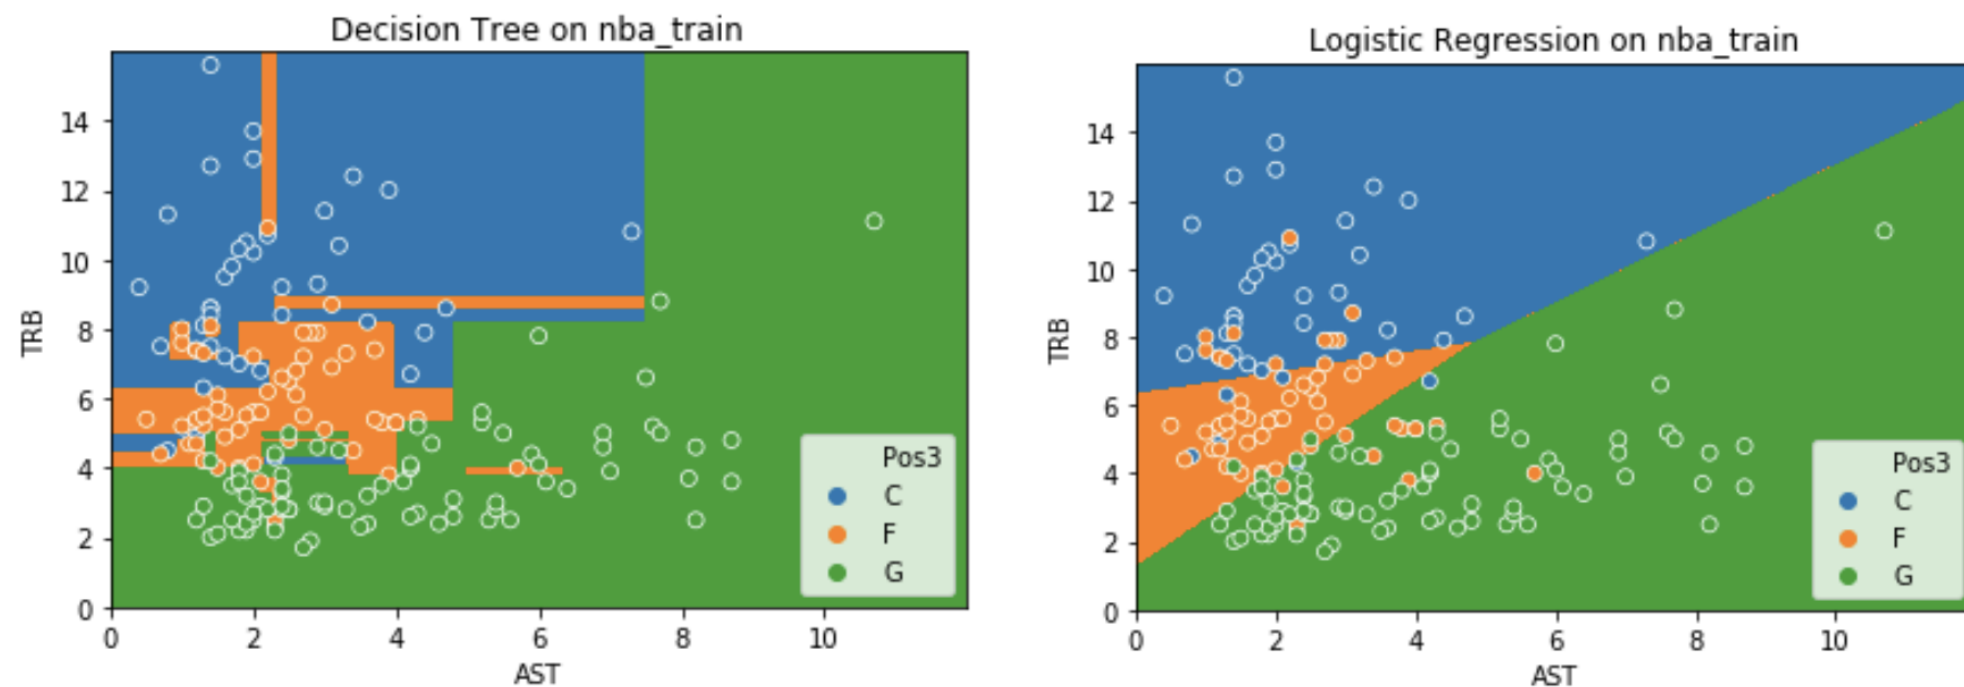 Decision Tree on nba_train
14
12
10
8
6
4
2
0
TRB
0 2 4 6 8 10
AST
Pos3
C
F
G
Logistic Regression on nba_train
14
12
10
8
6
4
2
0
TRB
0 2 4 6 8 10
AST
Pos3
C
F
G